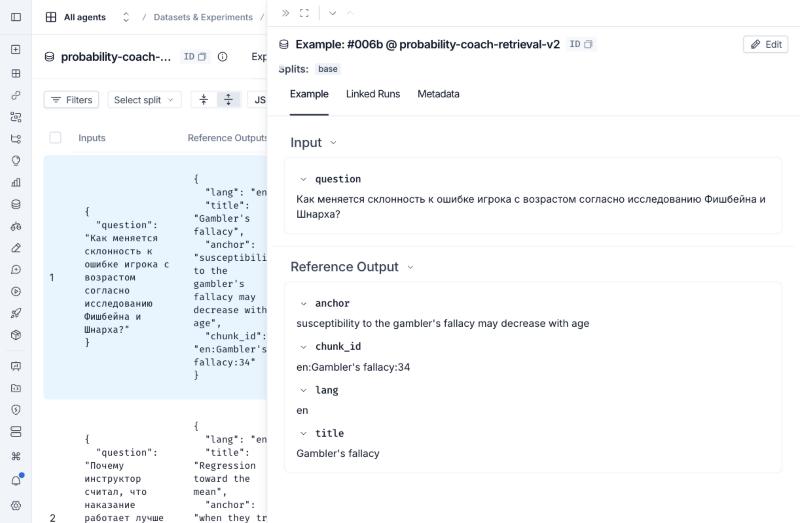 All agents
/ Datasets & Experiments /
probability-coach-...
ID
Exp
Filters
Select split
JS
Inputs
Reference Outputs
1
{
"question":
"Как меняется
склонность к
ошибке игрока с
возрастом
согласно
исследованию
Фишбейна и
Шнарха?"
}
{
"lang": "en
"title":
"Gambler's
fallacy",
"anchor":
"susceptibili
to the
gambler's
fallacy may
decrease with
age",
"chunk_id":
"en:Gambler's
fallacy:34"
}
2
{
"question":
"Почему
инструктор
считал, что
наказание
работает лучше
{
"lang": "en
"title":
"Regression
toward the
mean",
"anchor":
"when they tr
Example: #006b @ probability-coach-retrieval-v2
ID
Edit
Splits: base
Example Linked Runs Metadata
Input
question
Как меняется склонность к ошибке игрока с возрастом согласно исследованию Фишбейна и
Шнарха?
Reference Output
anchor
susceptibility to the gambler's fallacy may decrease with age
chunk_id
en:Gambler's fallacy:34
lang
en
title
Gambler's fallacy